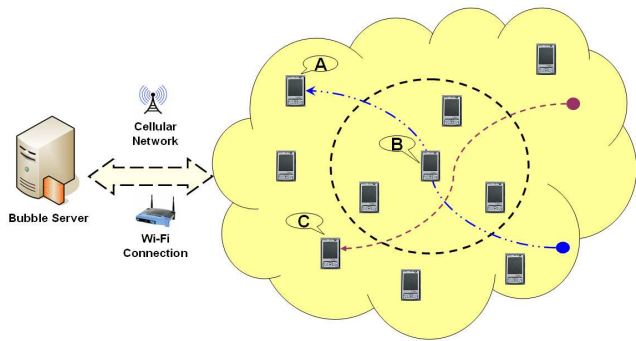 A
Cellular
Network
B
Bubble Server
C
Wi-Fi
Connection